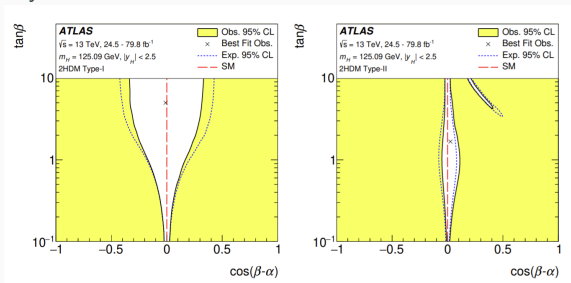 tanβ
ATLAS
√s = 13 TeV, 24.5 - 79.8 fb⁻¹
m_H = 125.09 GeV, |y_H| < 2.5
2HDM Type-I
Obs. 95% CL
Best Fit Obs.
Exp. 95% CL
SM
10
1
10⁻¹
−1 −0.5 0 0.5 1
cos(β-α)
tanβ
ATLAS
√s = 13 TeV, 24.5 - 79.8 fb⁻¹
m_H = 125.09 GeV, |y_H| < 2.5
2HDM Type-II
Obs. 95% CL
Best Fit Obs.
Exp. 95% CL
SM
10
1
10⁻¹
−1 −0.5 0 0.5 1
cos(β-α)